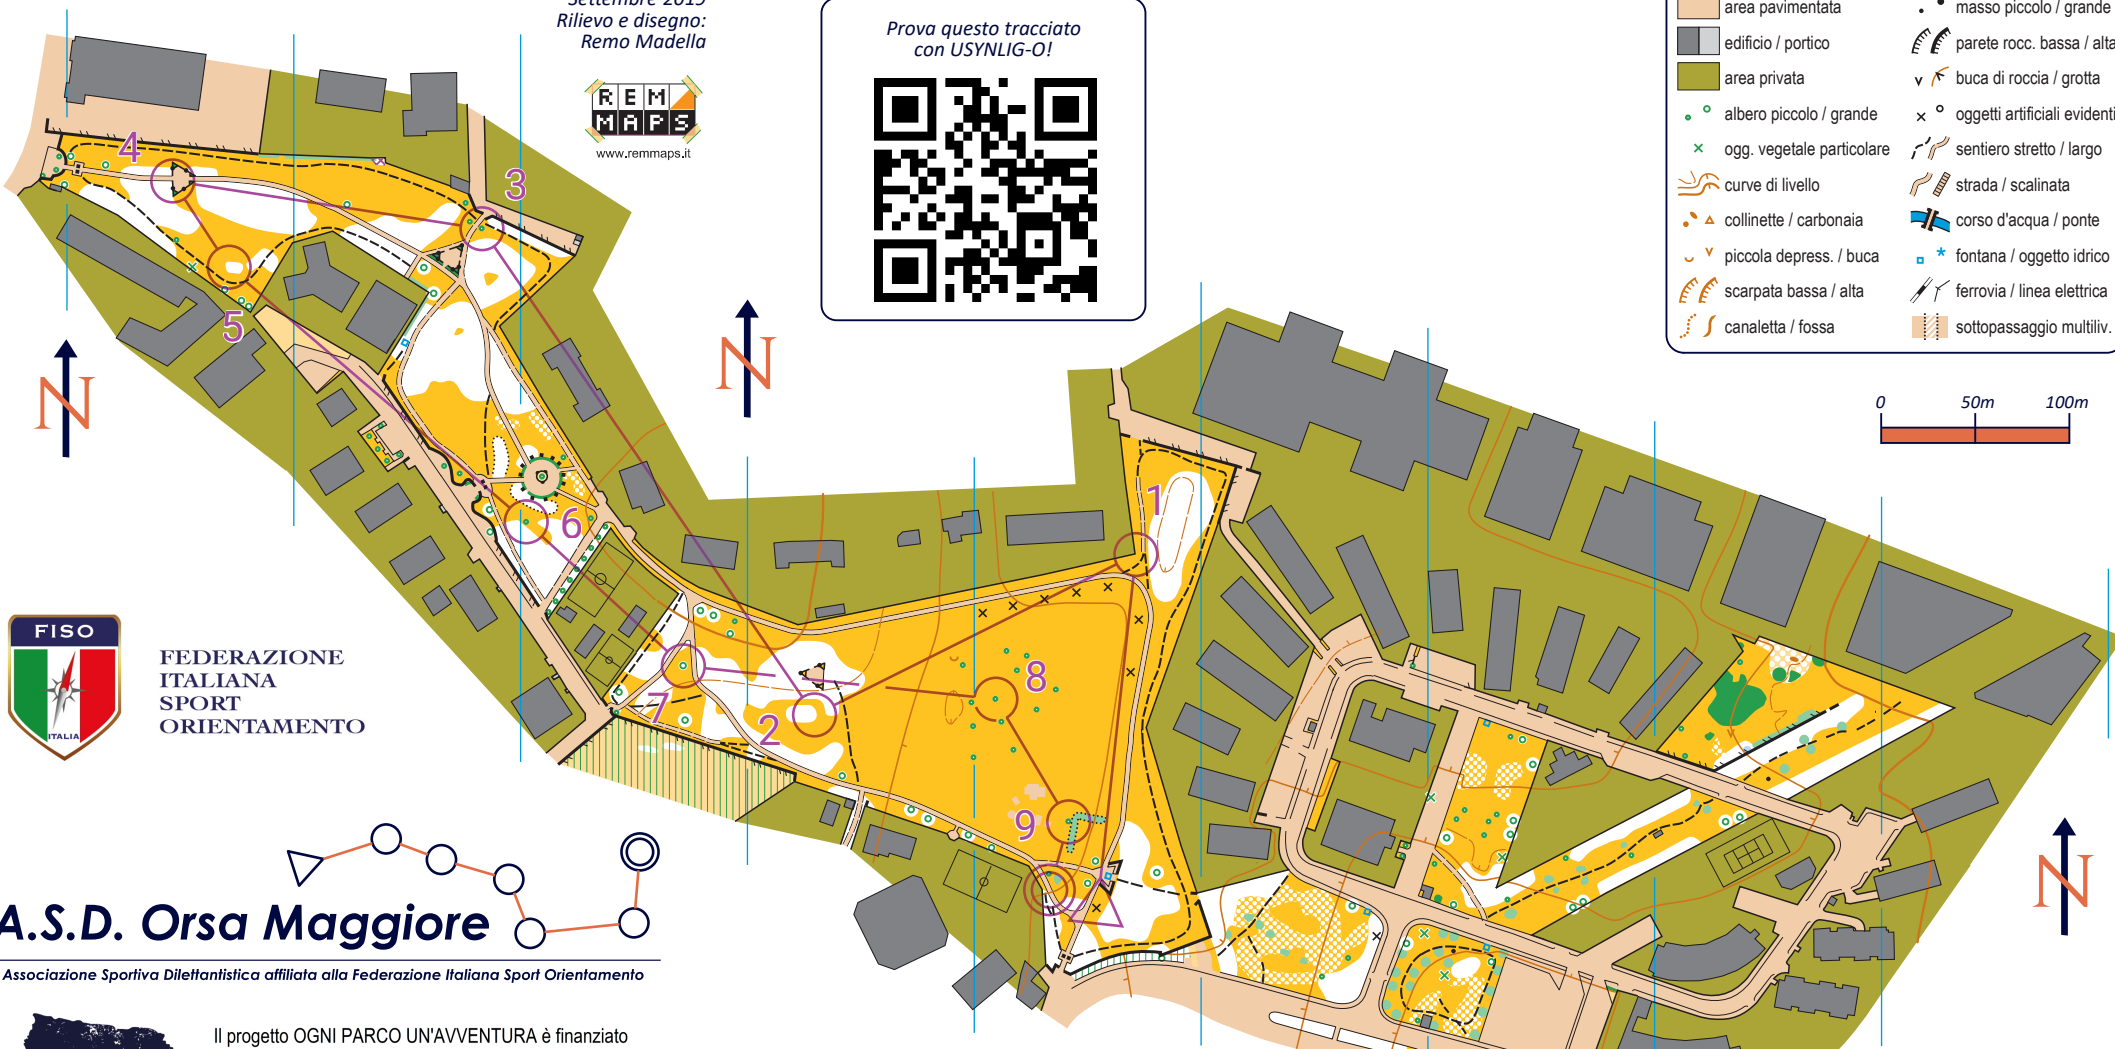 Settembre 2019
Rilievo e disegno:
Remo Madella
REM
MAPS
www.remmaps.it
Prova questo tracciato
con USYNLIG-O!
area pavimentata
edificio / portico
area privata
albero piccolo / grande
ogg. vegetale particolare
curve di livello
collinette / carbonaia
piccola depress. / buca
scarpata bassa / alta
canaletta / fossa
masso piccolo / grande
parete rocc. bassa / alta
buca di roccia / grotta
oggetti artificiali evidenti
sentiero stretto / largo
strada / scalinata
corso d'acqua / ponte
fontana / oggetto idrico
ferrovia / linea elettrica
sottopassaggio multiliv.
0 50m 100m
4
3
5
N
N
1
6
8
7
2
9
N
FISO
ITALIA
FEDERAZIONE
ITALIANA
SPORT
ORIENTAMENTO
A.S.D. Orsa Maggiore
Associazione Sportiva Dilettantistica affiliata alla Federazione Italiana Sport Orientamento
Il progetto OGNI PARCO UN'AVVENTURA è finanziato